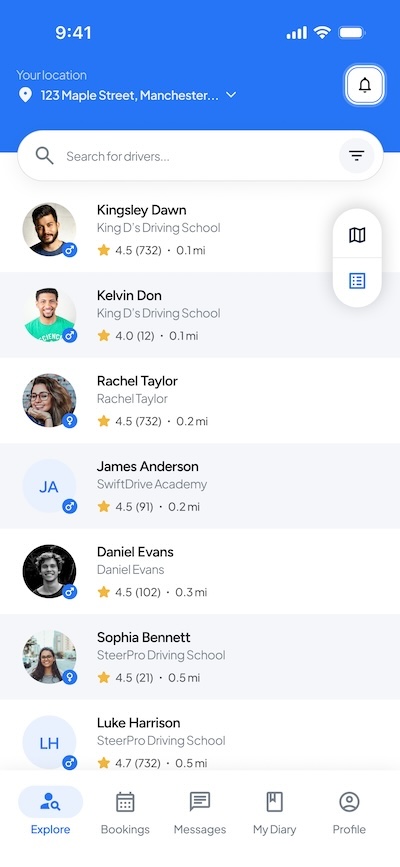 9:41
Your location
123 Maple Street, Manchester...
Search for drivers...
Kingsley Dawn
King D's Driving School
4.5 (732) • 0.1 mi
Kelvin Don
King D's Driving School
SCIENCE
4.0 (12) • 0.1 mi
Rachel Taylor
Rachel Taylor
4.5 (732) • 0.2 mi
JA
James Anderson
SwiftDrive Academy
4.5 (91) • 0.2 mi
Daniel Evans
Daniel Evans
4.5 (102) • 0.3 mi
Sophia Bennett
SteerPro Driving School
4.5 (21) • 0.5 mi
LH
Luke Harrison
SteerPro Driving School
4.7 (732) • 0.5 mi
Explore
Bookings
Messages
My Diary
Profile